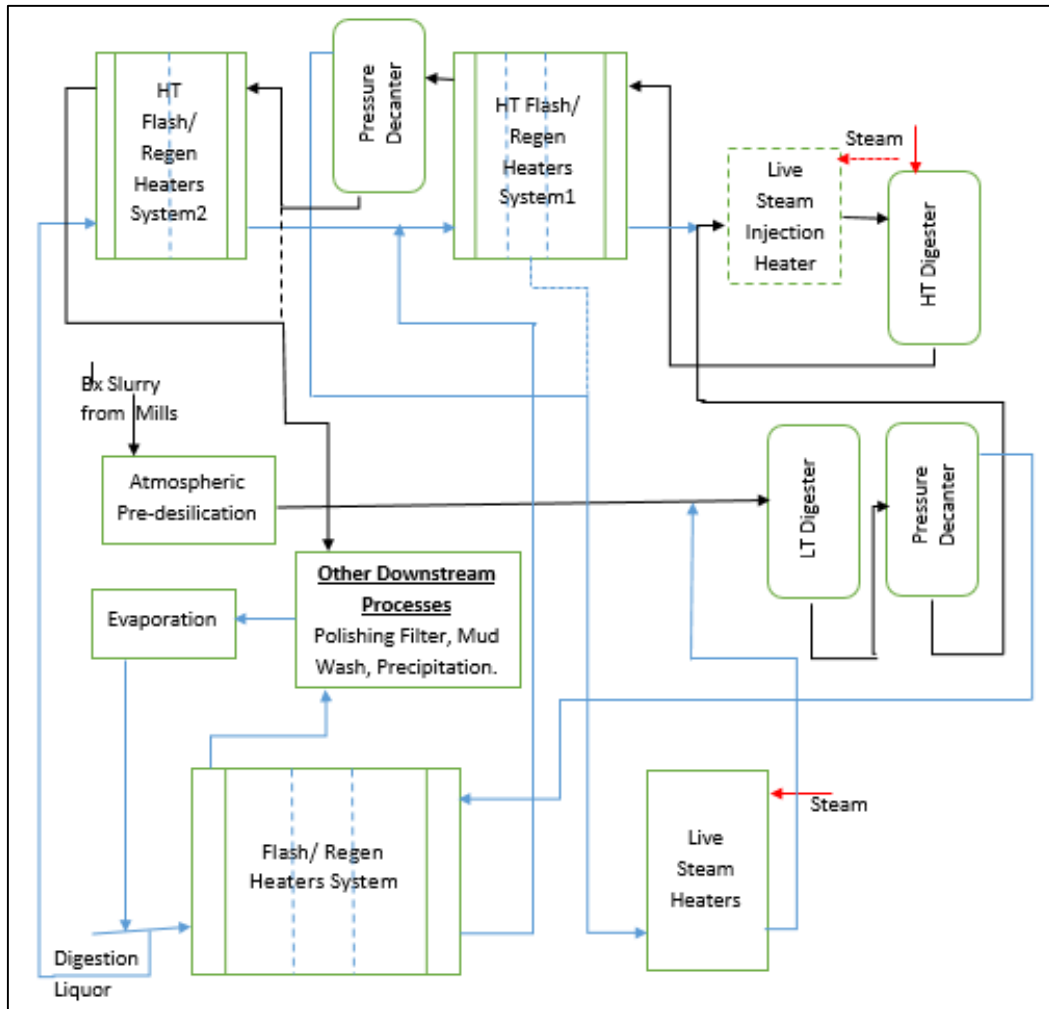 HT
Flash/
Regen
Heaters
System2
Pressure
Decanter
HT Flash/
Regen
Heaters
System1
Steam
Live
Steam
Injection
Heater
HT Digester
Bx Slurry
from Mills
Atmospheric
Pre-desilication
LT Digester
Pressure
Decanter
Other Downstream
Processes
Polishing Filter, Mud
Wash, Precipitation.
Evaporation
Flash/ Regen
Heaters System
Live
Steam
Heaters
Steam
Digestion
Liquor